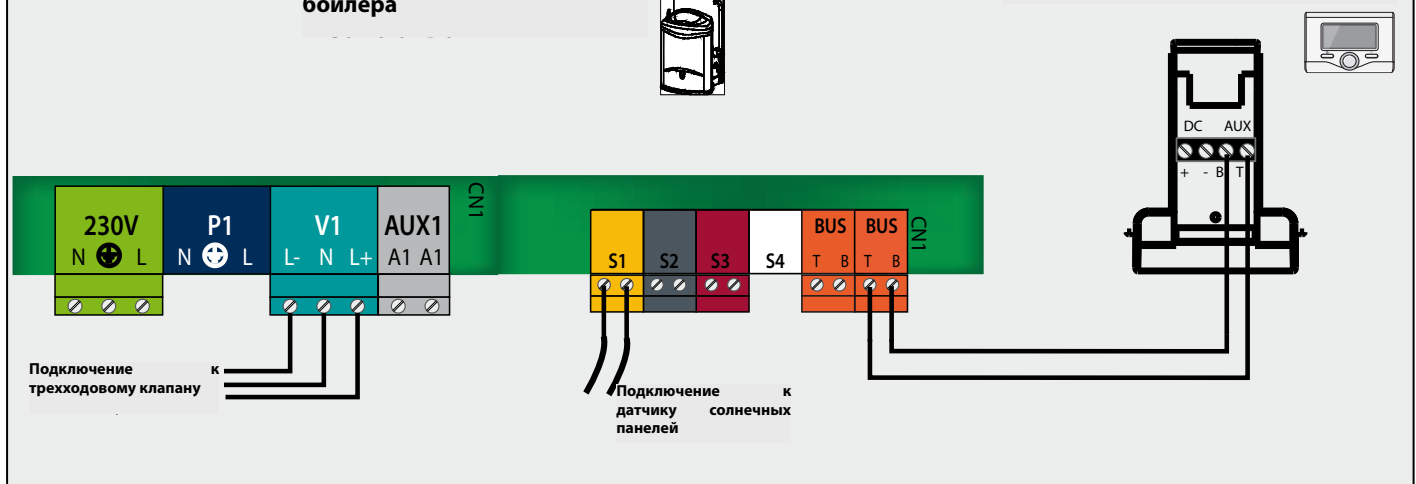 бойлера
DC AUX
+ - B T
CN1
230V P1 V1 AUX1
N L N L L- N L+ A1 A1
BUS BUS
CN1
S1 S2 S3 S4 T B T B
Подключение к
трехходовому клапану
Подключение к
датчику солнечных
панелей